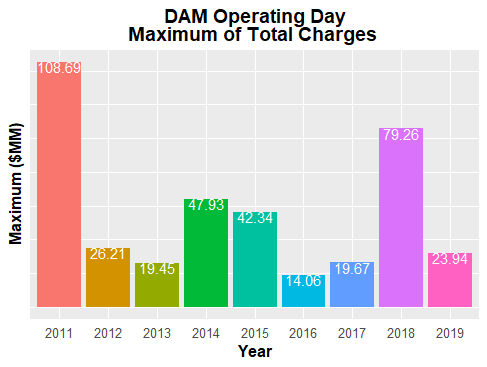 DAM Operating Day
Maximum of Total Charges
Maximum ($MM)
108.69
26.21
19.45
47.93
42.34
14.06
19.67
79.26
23.94
2011 2012 2013 2014 2015 2016 2017 2018 2019
Year